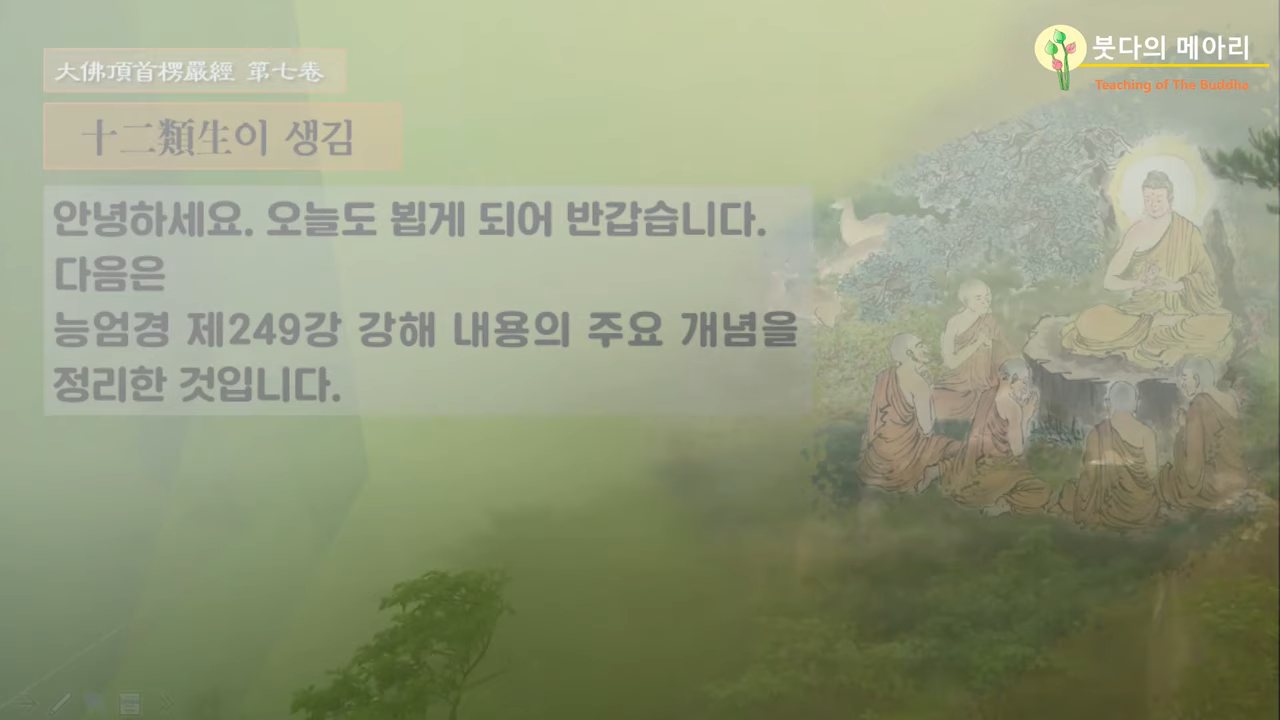 大佛頂首楞嚴經 第七卷
十二類生이 생김
안녕하세요. 오늘도 뵙게 되어 반갑습니다.
다음은
능엄경 제249강 강해 내용의 주요 개념을
정리한 것입니다.
붓다의 메아리
Teaching of The Buddha